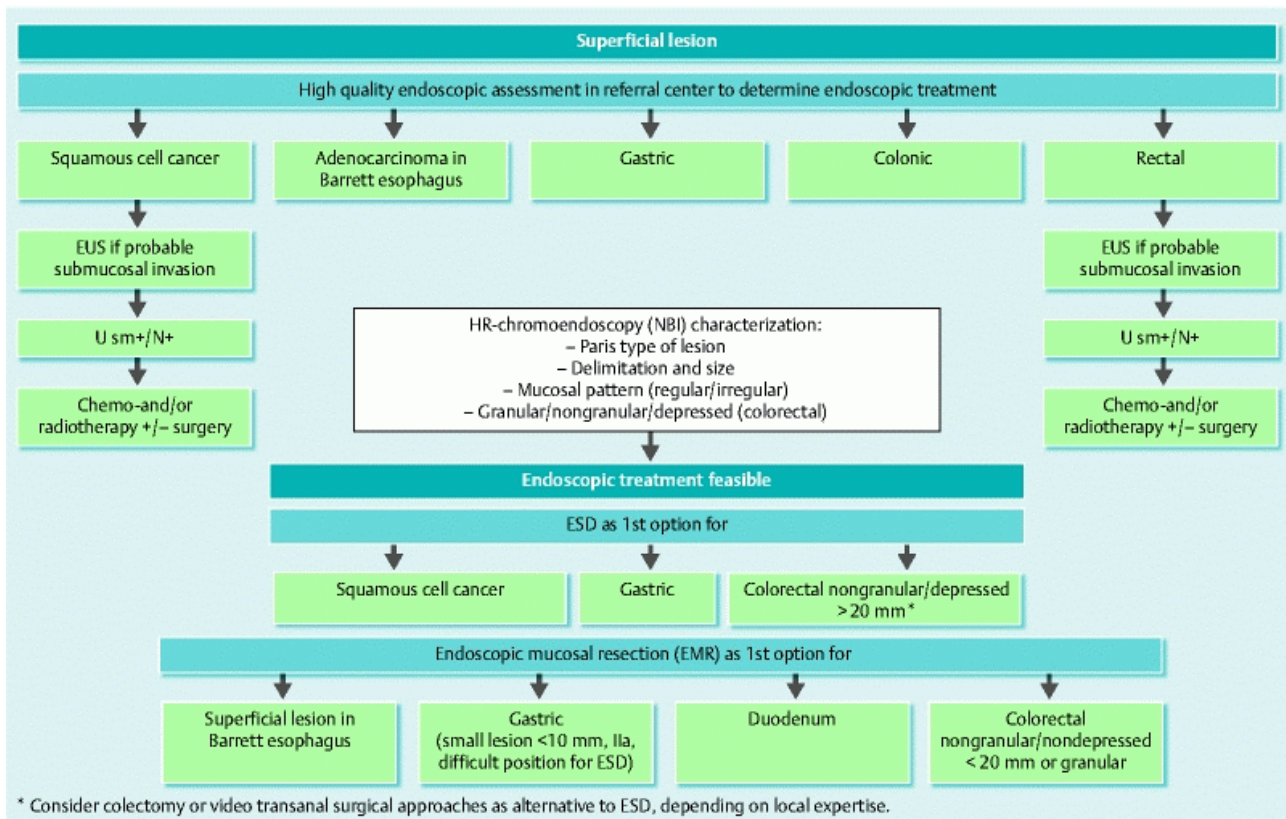 Superficial lesion
High quality endoscopic assessment in referral center to determine endoscopic treatment
Squamous cell cancer
Adenocarcinoma in
Barrett esophagus
Gastric
Colonic
Rectal
EUS if probable
submucosal invasion
EUS if probable
submucosal invasion
U sm+/N+
U sm+/N+
Chemo-and/or
radiotherapy +/− surgery
Chemo-and/or
radiotherapy +/− surgery
HR-chromoendoscopy (NBI) characterization:
– Paris type of lesion
– Delimitation and size
– Mucosal pattern (regular/irregular)
– Granular/nongranular/depressed (colorectal)
Endoscopic treatment feasible
ESD as 1st option for
Squamous cell cancer
Gastric
Colorectal nongranular/depressed
> 20 mm*
Endoscopic mucosal resection (EMR) as 1st option for
Superficial lesion in
Barrett esophagus
Gastric
(small lesion <10 mm, IIa,
difficult position for ESD)
Duodenum
Colorectal
nongranular/nondepressed
< 20 mm or granular
* Consider colectomy or video transanal surgical approaches as alternative to ESD, depending on local expertise.